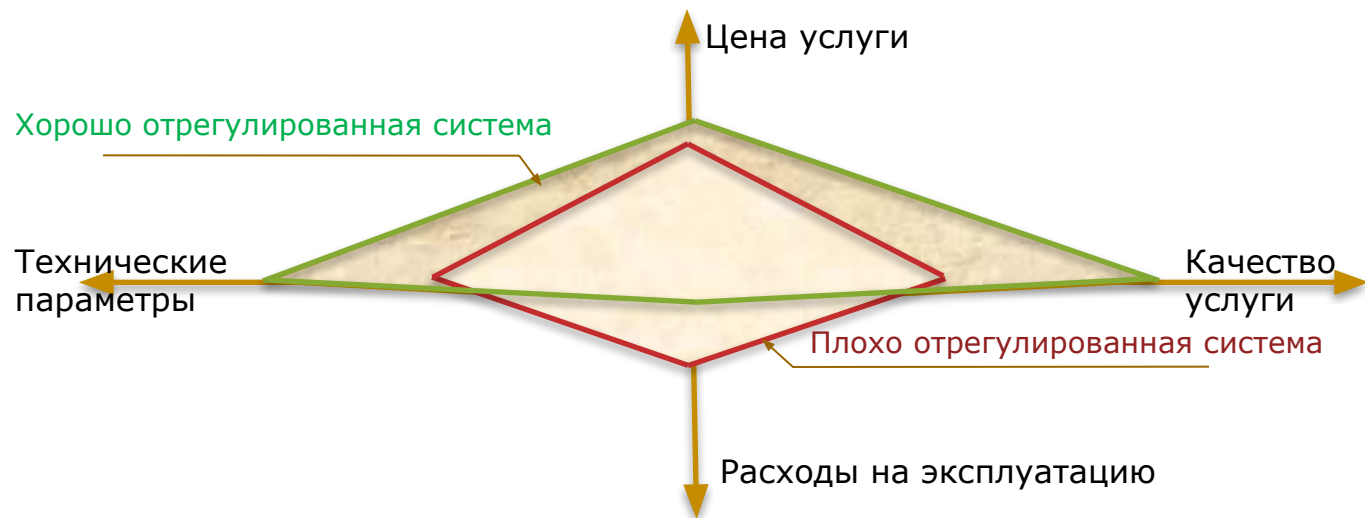 Цена услуги
Хорошо отрегулированная система
Технические
параметры
Качество
услуги
Плохо отрегулированная система
Расходы на эксплуатацию